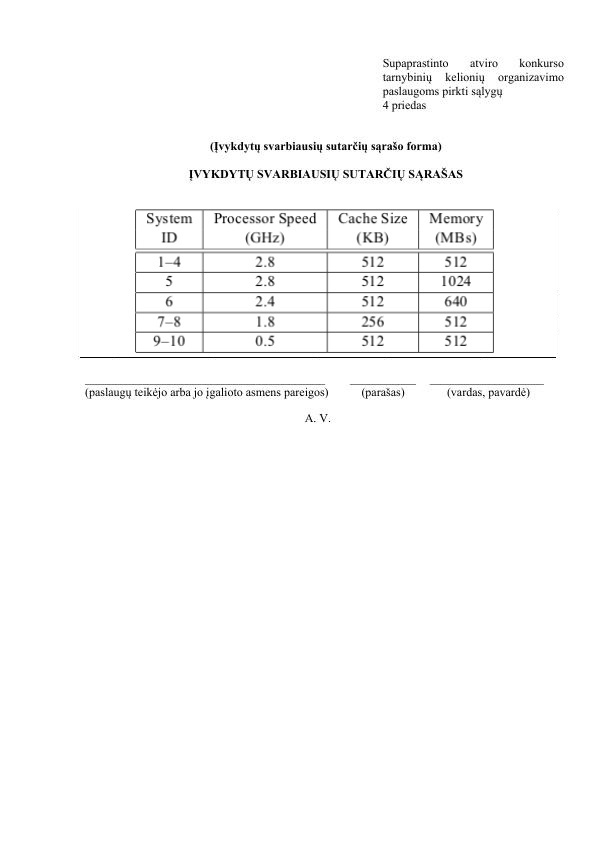 Supaprastinto atviro konkurso
tarnybinių kelionių organizavimo
paslaugoms pirkti sąlygų
4 priedas
(Įvykdytų svarbiausių sutarčių sąrašo forma)
ĮVYKDYTŲ SVARBIAUSIŲ SUTARČIŲ SĄRAŠAS
System Processor Speed Cache Size Memory
ID (GHz) (KB) (MBs)
1–4 2.8 512 512
5 2.8 512 1024
6 2.4 512 640
7–8 1.8 256 512
9–10 0.5 512 512
(paslaugų teikėjo arba jo įgalioto asmens pareigos) (parašas) (vardas, pavardė)
A. V.